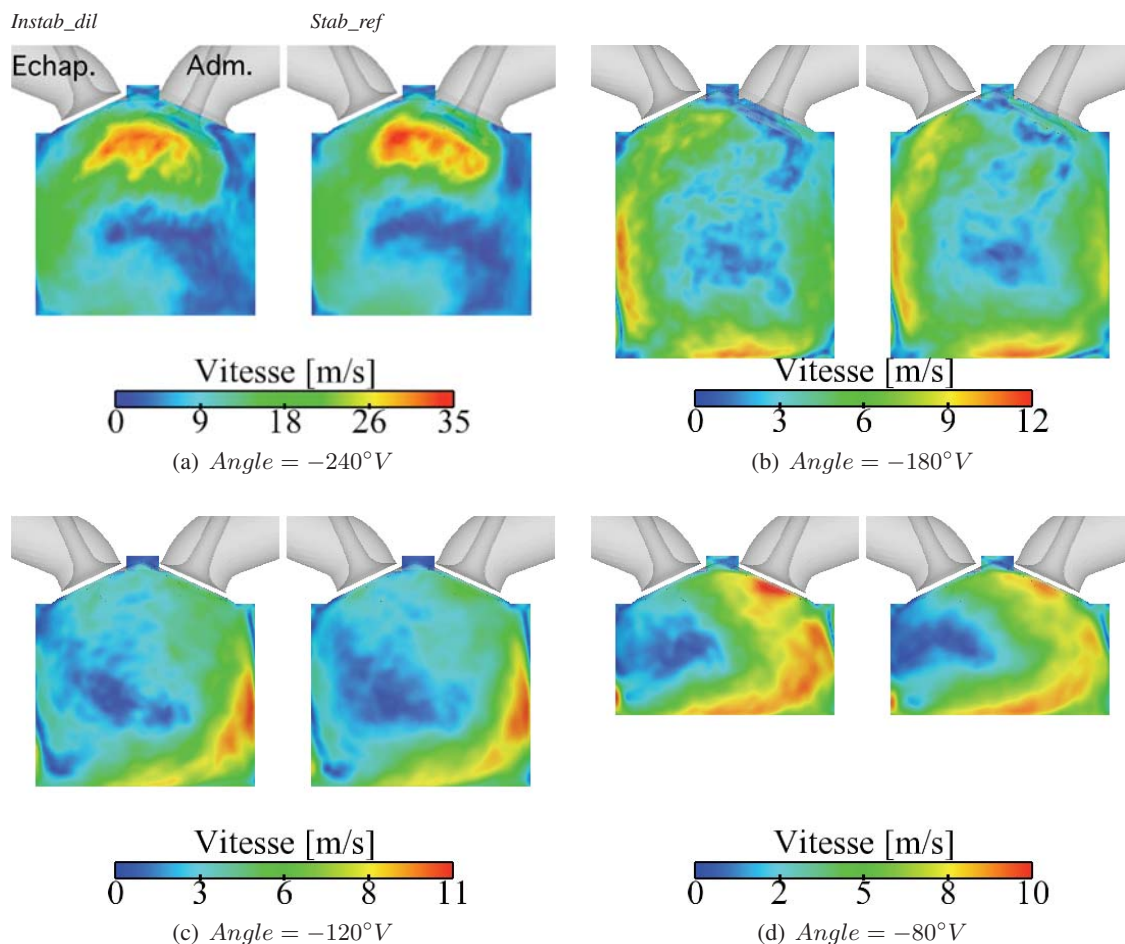 Instab_dil Stab_ref
Echap. Adm.
Vitesse [m/s]
0 9 18 26 35
(a) Angle = −240°V
Vitesse [m/s]
0 3 6 9 12
(b) Angle = −180°V
Vitesse [m/s]
0 3 6 8 11
(c) Angle = −120°V
Vitesse [m/s]
0 2 5 7 10
(d) Angle = −80°V